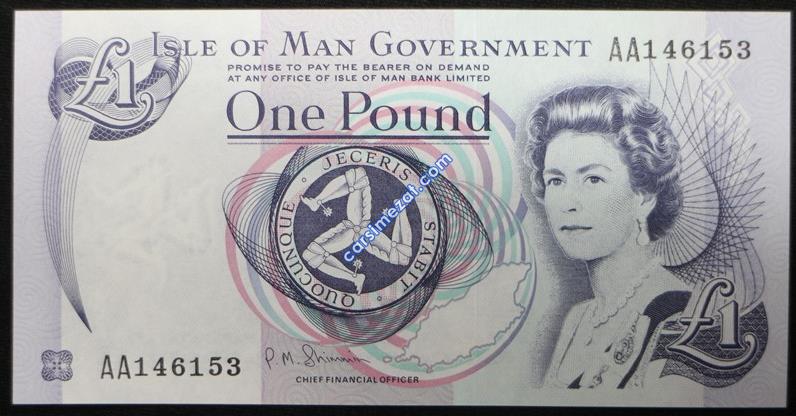 £1
ISLE OF MAN GOVERNMENT AA146153
PROMISE TO PAY THE BEARER ON DEMAND
AT ANY OFFICE OF ISLE OF MAN BANK LIMITED
ONE POUND
QUOCUNQUE · JECERIS · STABIT
carsimezat.com
£1
AA146153
P. M. Shimmin
CHIEF FINANCIAL OFFICER